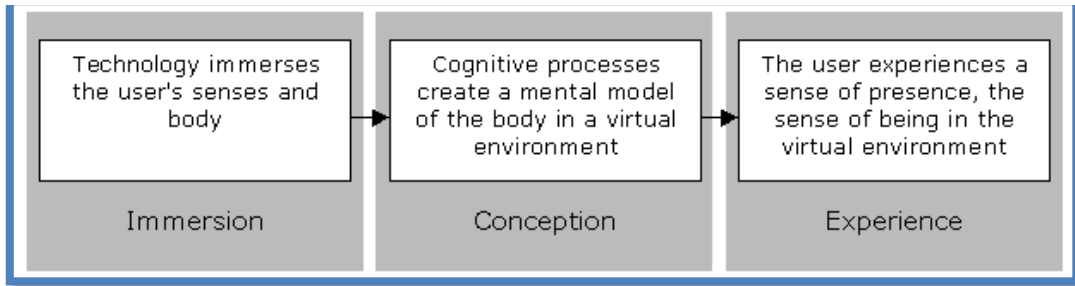 Technology immerses
the user's senses and
body
Immersion
Cognitive processes
create a mental model
of the body in a virtual
environment
Conception
The user experiences a
sense of presence, the
sense of being in the
virtual environment
Experience